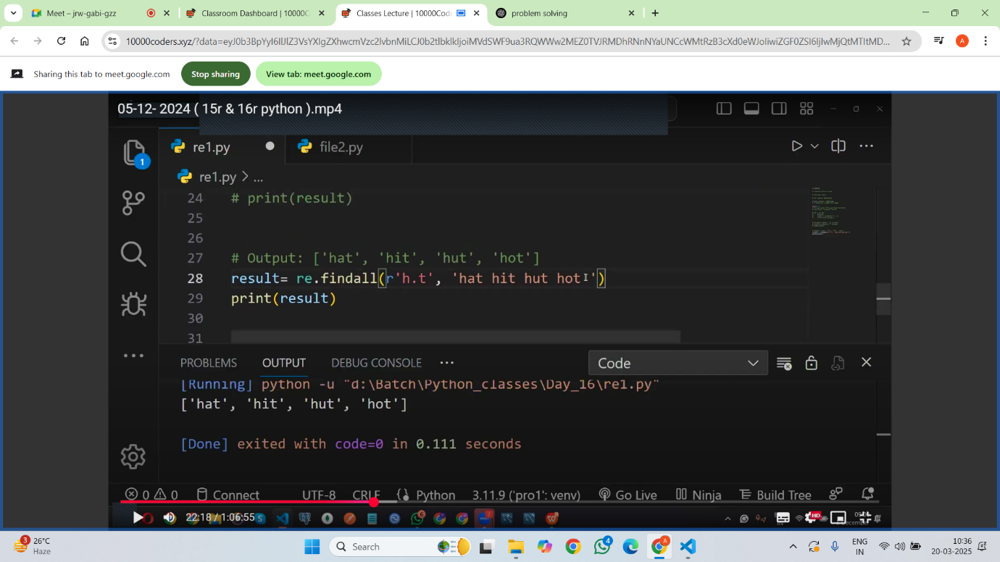 Meet – jrw-gabi-gzz
Classroom Dashboard | 10000C
Classes Lecture | 10000Code
problem solving
10000coders.xyz/?data=
Sharing this tab to meet.google.com
Stop sharing
View tab: meet.google.com
05-12- 2024 ( 15r & 16r python ).mp4
re1.py
file2.py
re1.py > ...
24 # print(result)
25
26
27 # Output: ['hat', 'hit', 'hut', 'hot']
28 result= re.findall(r'h.t', 'hat hit hut hot ')
29 print(result)
30
31
1
PROBLEMS OUTPUT DEBUG CONSOLE ... Code
[Running] python -u "d:\Batch\Python_classes\Day_16\re1.py"
['hat', 'hit', 'hut', 'hot']
[Done] exited with code=0 in 0.111 seconds
0 0 Connect UTF-8 CRLF {} Python 3.11.9 ('pro1': venv) Go Live Ninja Build Tree
22:18 / 1:06:55
HD
3
26°C
Haze
Search
4
ENG
IN
10:36
20-03-2025